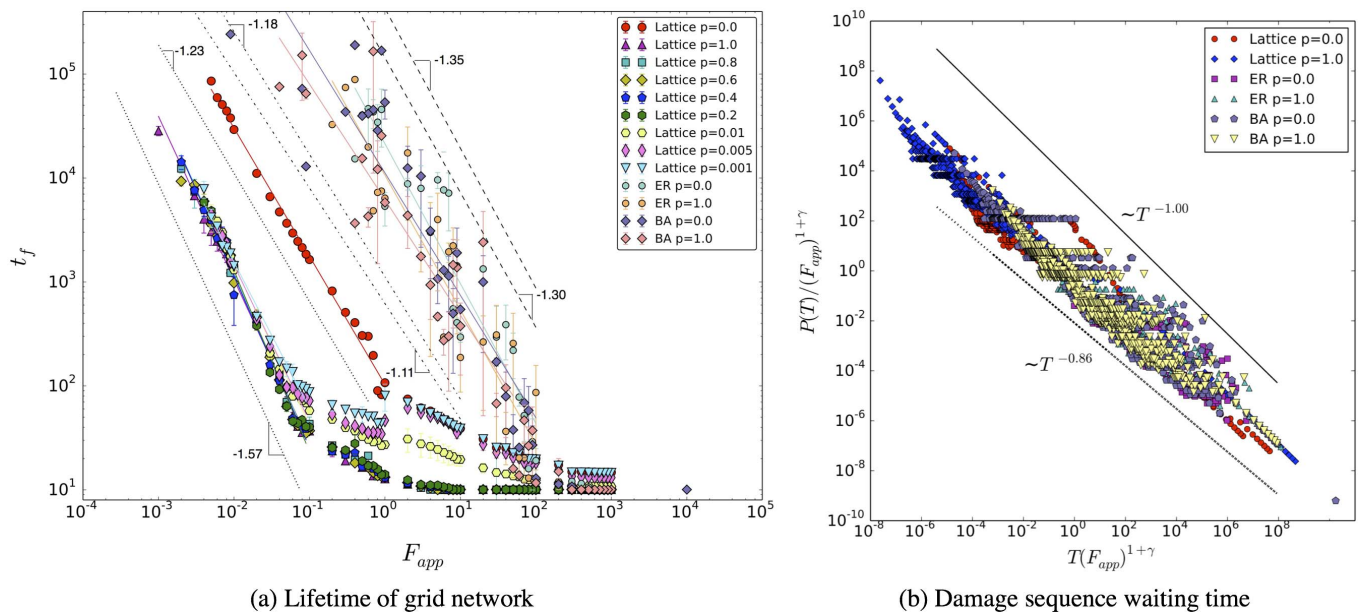 10^5
10^4
10^3
10^2
10^1
10^-4
10^-3
10^-2
10^-1
10^0
10^1
10^2
10^3
10^4
10^5
t_f
F_app
-1.18
-1.23
-1.35
-1.30
-1.11
-1.57
Lattice p=0.0
Lattice p=1.0
Lattice p=0.8
Lattice p=0.6
Lattice p=0.4
Lattice p=0.2
Lattice p=0.01
Lattice p=0.005
Lattice p=0.001
ER p=0.0
ER p=1.0
BA p=0.0
BA p=1.0
(a) Lifetime of grid network
10^10
10^8
10^6
10^4
10^2
10^0
10^-2
10^-4
10^-6
10^-8
10^-10
10^-8
10^-6
10^-4
10^-2
10^0
10^2
10^4
10^6
10^8
10^10
P(T)/(F_app)^1+γ
T(F_app)^1+γ
~T^-1.00
~T^-0.86
Lattice p=0.0
Lattice p=1.0
ER p=0.0
ER p=1.0
BA p=0.0
BA p=1.0
(b) Damage sequence waiting time